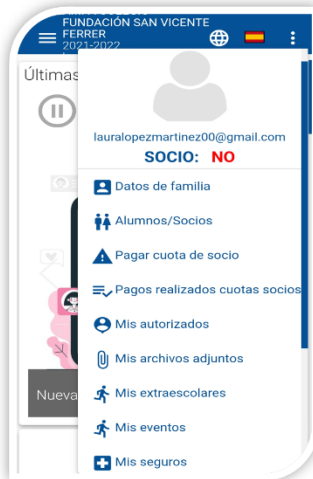 FUNDACIÓN SAN VICENTE
FERRER
2021-2022
Últimas
lauralopezmartinez00@gmail.com
SOCIO: NO
Datos de familia
Alumnos/Socios
Pagar cuota de socio
Pagos realizados cuotas socios
Mis autorizados
Mis archivos adjuntos
Nueva
Mis extraescolares
Mis eventos
Mis seguros